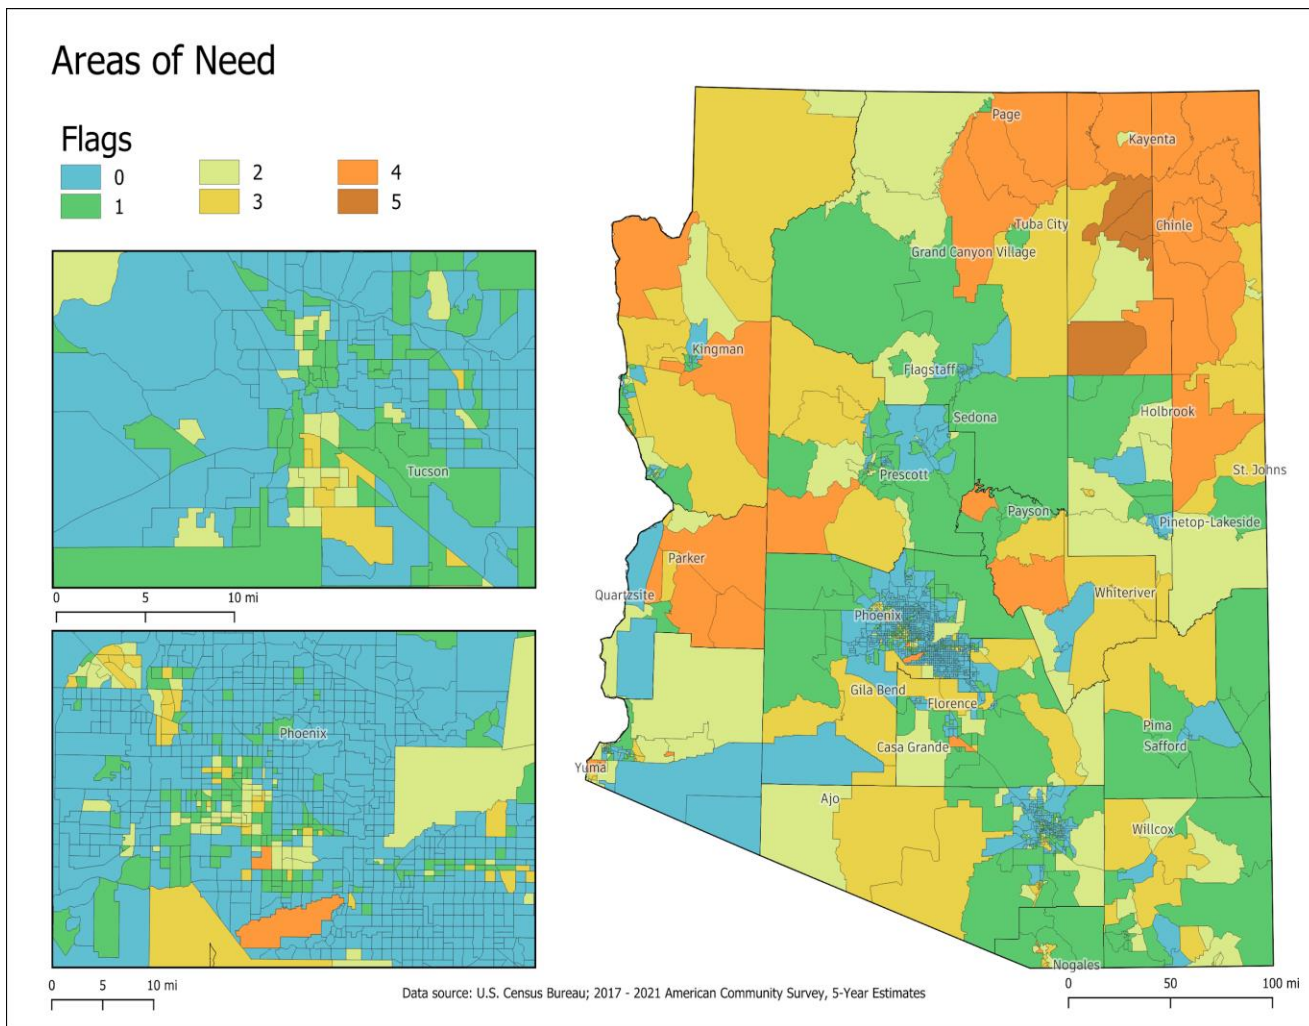 Areas of Need
Flags
0
2
4
1
3
5
Tucson
0 5 10 mi
Phoenix
0 5 10 mi
Page
Kayenta
Tuba City
Chinle
Grand Canyon Village
Kingman
Flagstaff
Holbrook
Sedona
Prescott
St. Johns
Payson
Pinetop-Lakeside
Parker
Quartzsite
Whiteriver
Phoenix
Gila Bend
Florence
Pima
Casa Grande
Safford
Yuma
Ajo
Willcox
Nogales
0 50 100 mi
Data source: U.S. Census Bureau; 2017 - 2021 American Community Survey, 5-Year Estimates